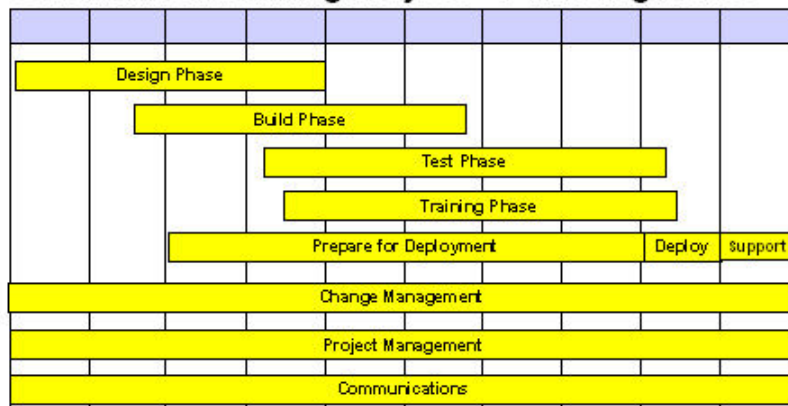 Design Phase
Build Phase
Test Phase
Training Phase
Prepare for Deployment
Deploy
Support
Change Management
Project Management
Communications